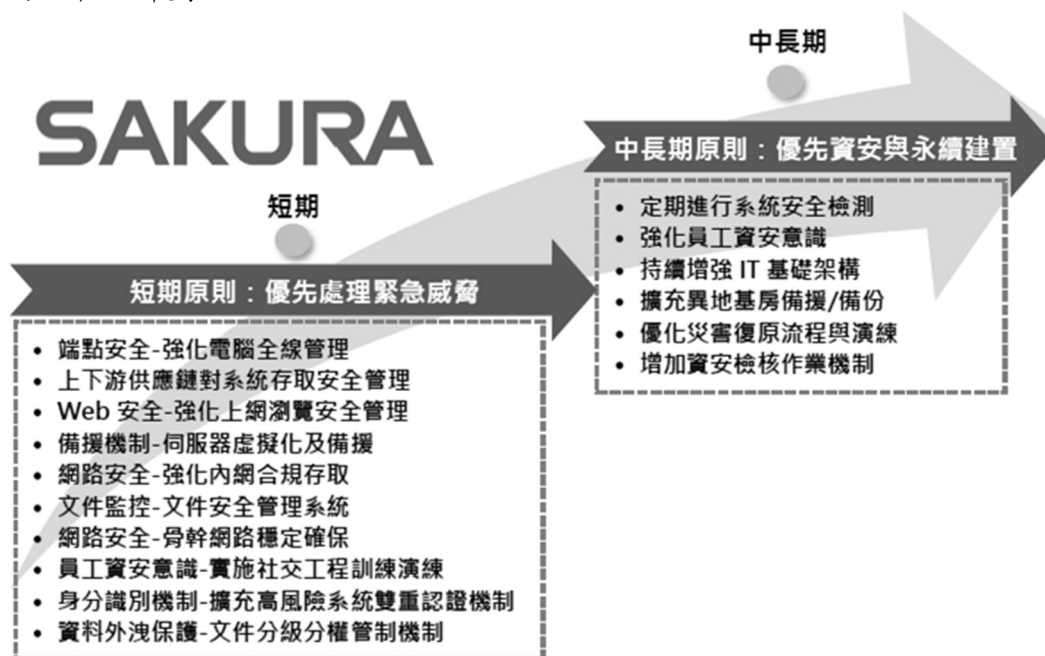 中長期
SAKURA
中長期原則：優先資安與永續建置
短期
• 定期進行系統安全檢測
• 強化員工資安意識
• 持續增強 IT 基礎架構
• 擴充異地基房備援/備份
• 優化災害復原流程與演練
• 增加資安檢核作業機制
短期原則：優先處理緊急威脅
• 端點安全-強化電腦全線管理
• 上下游供應鏈對系統存取安全管理
• Web 安全-強化上網瀏覽安全管理
• 備援機制-伺服器虛擬化及備援
• 網路安全-強化內網合規存取
• 文件監控-文件安全管理系統
• 網路安全-骨幹網路穩定確保
• 員工資安意識-實施社交工程訓練演練
• 身分識別機制-擴充高風險系統雙重認證機制
• 資料外洩保護-文件分級分權管制機制